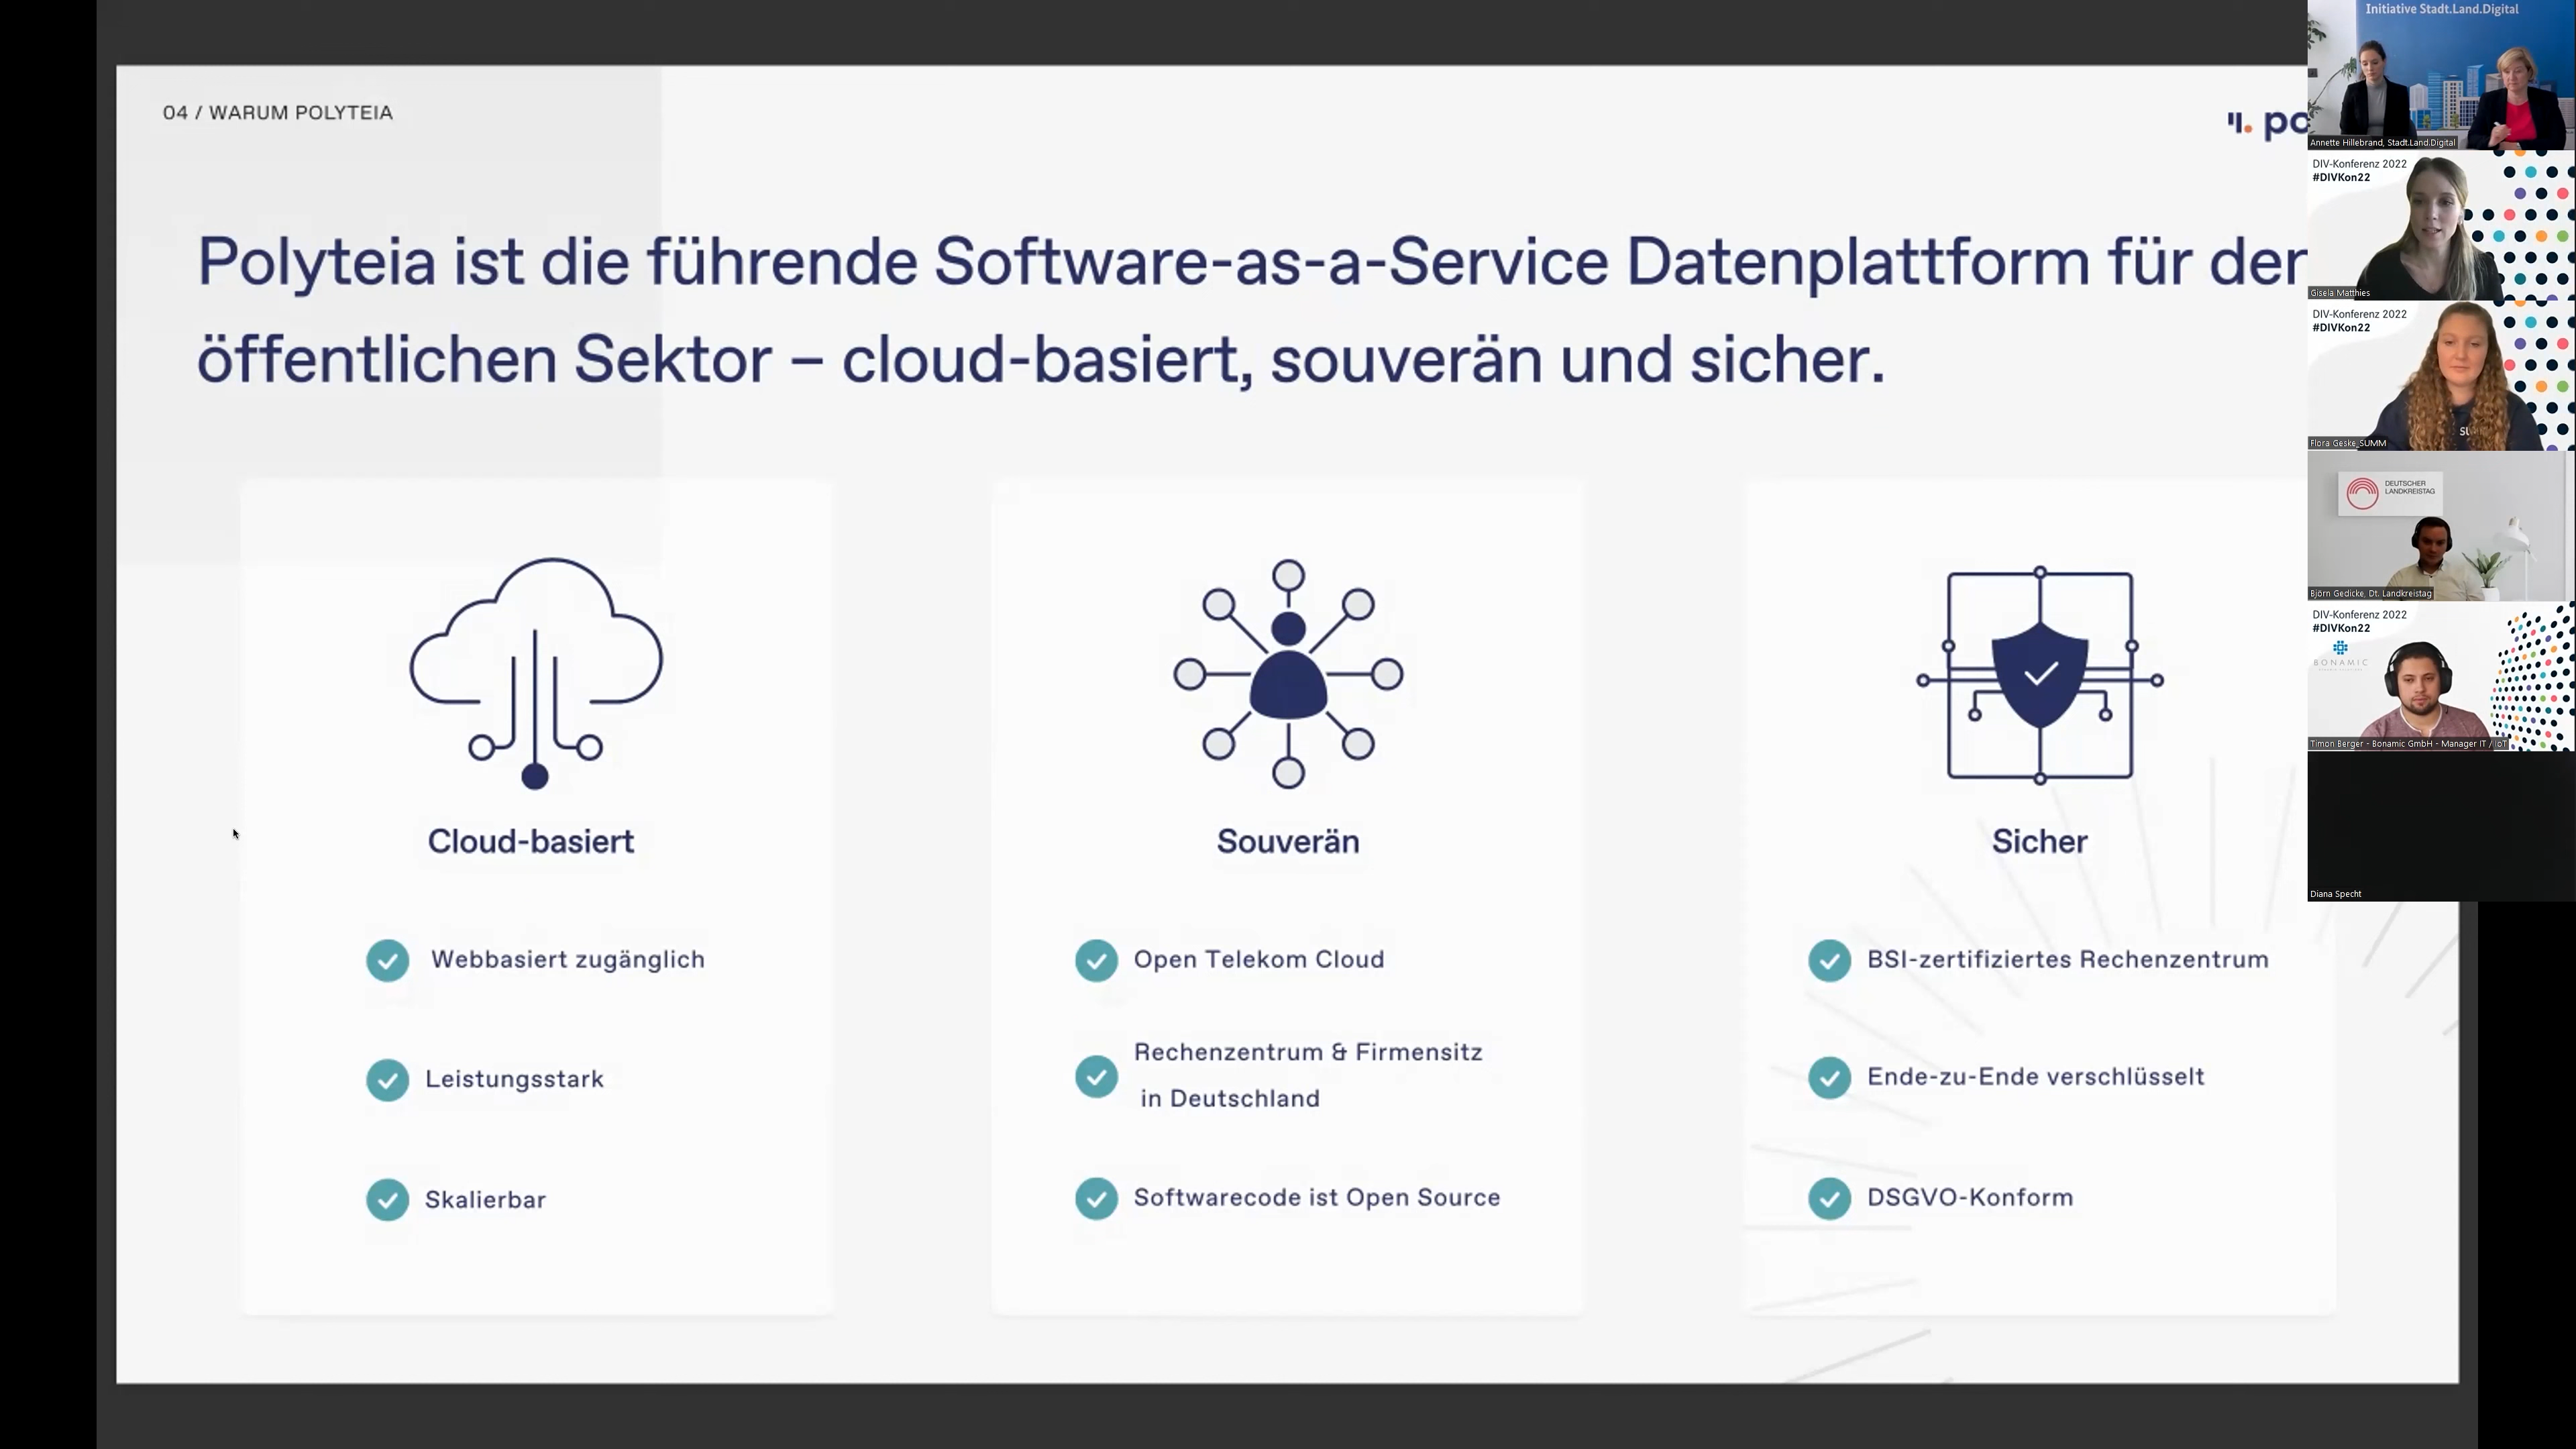 04 / WARUM POLYTEIA
Polyteia ist die führende Software-as-a-Service Datenplattform für
öffentlichen Sektor – cloud-basiert, souverän und sicher.
Cloud-basiert
Webbasiert zugänglich
Leistungsstark
Skalierbar
Souverän
Open Telekom Cloud
Rechenzentrum & Firmensitz
in Deutschland
Softwarecode ist Open Source
Sicher
BSI-zertifiziertes Rechenzentrum
Ende-zu-Ende verschlüsselt
DSGVO-Konform
Initiative Stadt.Land.Digital
Annette Hillebrand, Stadt.Land.Digital
DIV-Konferenz 2022
#DIVKon22
Gisela Matthies
DIV-Konferenz 2022
#DIVKon22
Flora Geske, SUMM
DEUTSCHER
LANDKREISTAG
Björn Gedicke, Dt. Landkreistag
DIV-Konferenz 2022
#DIVKon22
BONAMIC
Timon Berger - Bonamic GmbH - Manager IT / IoT
Diana Specht